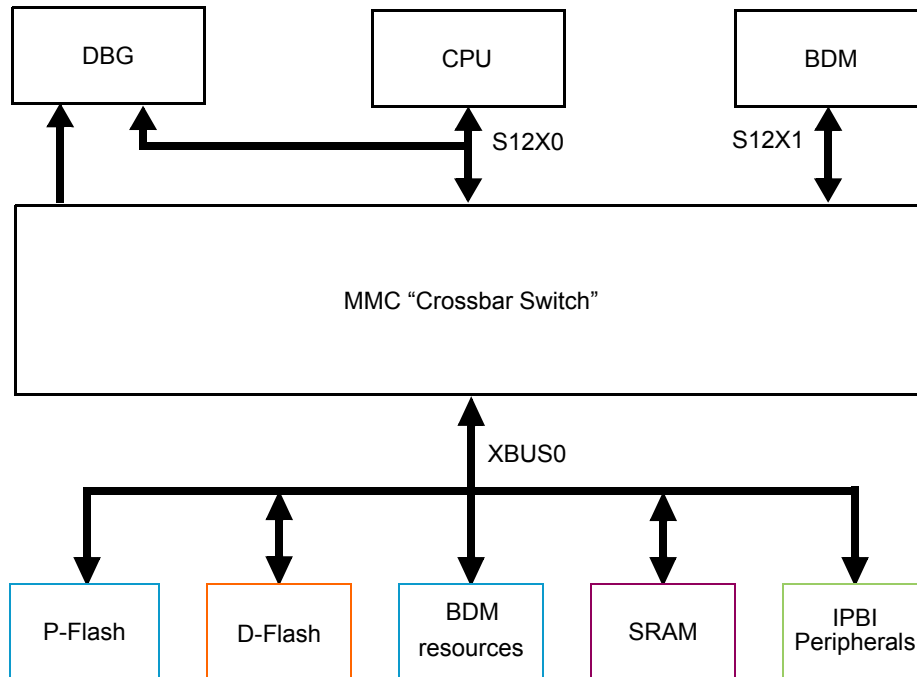 DBG
CPU
BDM
S12X0
S12X1
MMC “Crossbar Switch”
XBUS0
P-Flash
D-Flash
BDM
resources
SRAM
IPBI
Peripherals